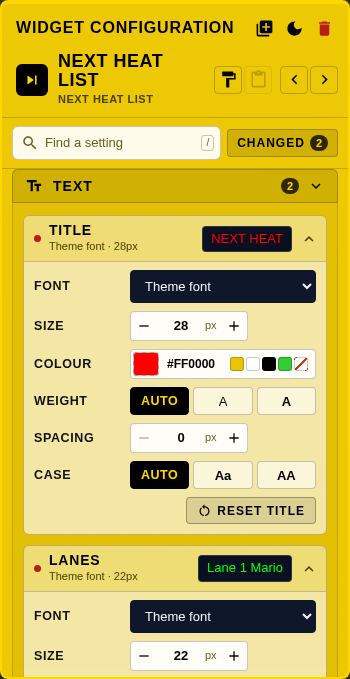 WIDGET CONFIGURATION
NEXT HEAT
LIST
NEXT HEAT LIST
Find a setting
/
CHANGED 2
TEXT
2
TITLE
Theme font · 28px
NEXT HEAT
FONT
Theme font
SIZE
− 28 px +
COLOUR
#FF0000
WEIGHT
AUTO A A
SPACING
− 0 px +
CASE
AUTO Aa AA
RESET TITLE
LANES
Theme font · 22px
Lane 1 Mario
FONT
Theme font
SIZE
− 22 px +